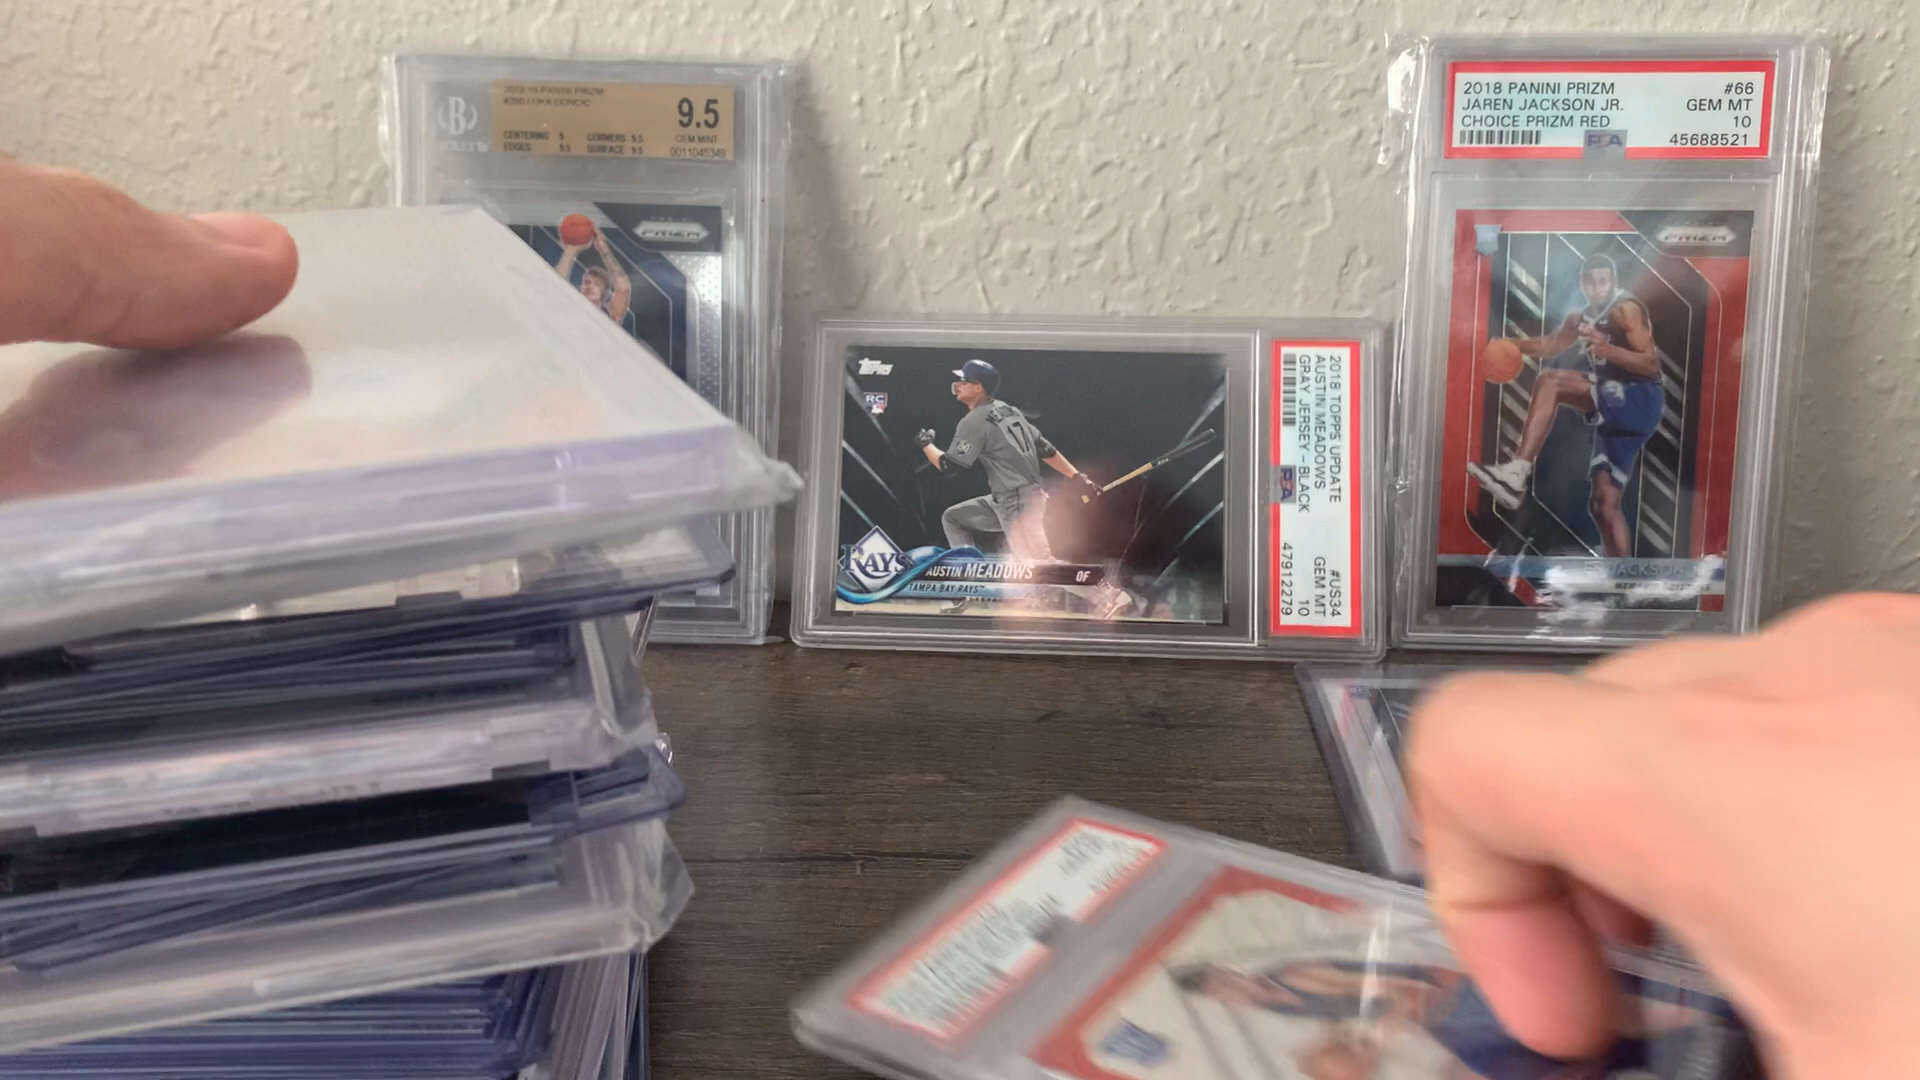 2018-19 PANINI PRIZM
#280 LUKA DONCIC
CENTERING 9 CORNERS 9.5
EDGES 9.5 SURFACE 9.5
9.5
GEM MINT
0011045349
PRIZM
Topps
RC
17
RAYS
AUSTIN MEADOWS OF
TAMPA BAY RAYS™
2018 TOPPS UPDATE #US34
AUSTIN MEADOWS GEM MT
GRAY JERSEY - BLACK 10
PSA 47912279
2018 PANINI PRIZM #66
JAREN JACKSON JR. GEM MT
CHOICE PRIZM RED 10
PSA 45688521
PRIZM
JACKSON